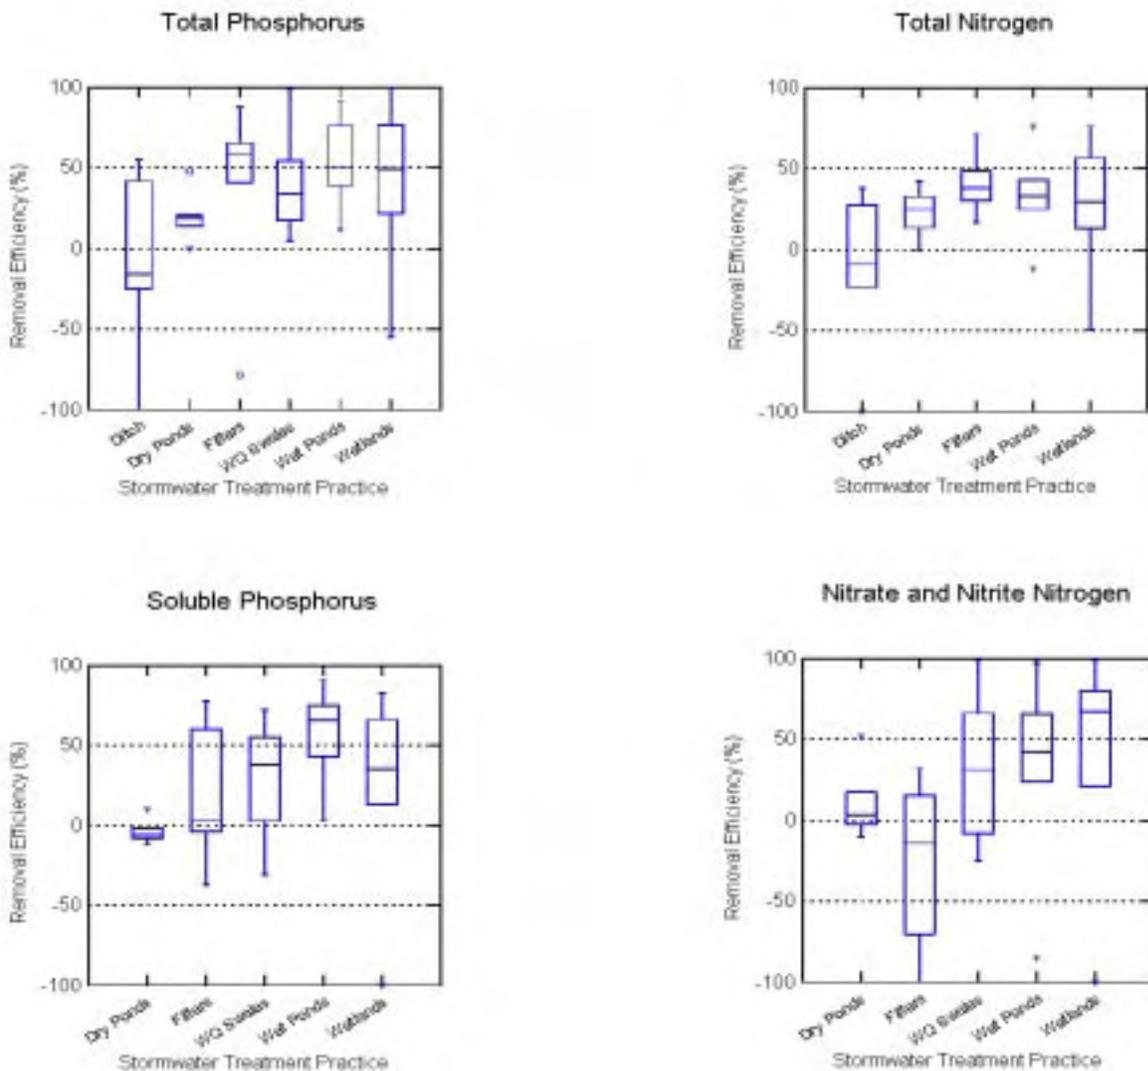 Total Phosphorus
Removal Efficiency (%)
100
50
0
-50
-100
Ditch
Dry Ponds
Filters
WQ Swales
Wet Ponds
Wetlands
Stormwater Treatment Practice
Total Nitrogen
Removal Efficiency (%)
100
50
0
-50
-100
Ditch
Dry Ponds
Filters
Wet Ponds
Wetlands
Stormwater Treatment Practice
Soluble Phosphorus
Removal Efficiency (%)
100
50
0
-50
-100
Dry Ponds
Filters
WQ Swales
Wet Ponds
Wetlands
Stormwater Treatment Practice
Nitrate and Nitrite Nitrogen
Removal Efficiency (%)
100
50
0
-50
-100
Dry Ponds
Filters
WQ Swales
Wet Ponds
Wetlands
Stormwater Treatment Practice